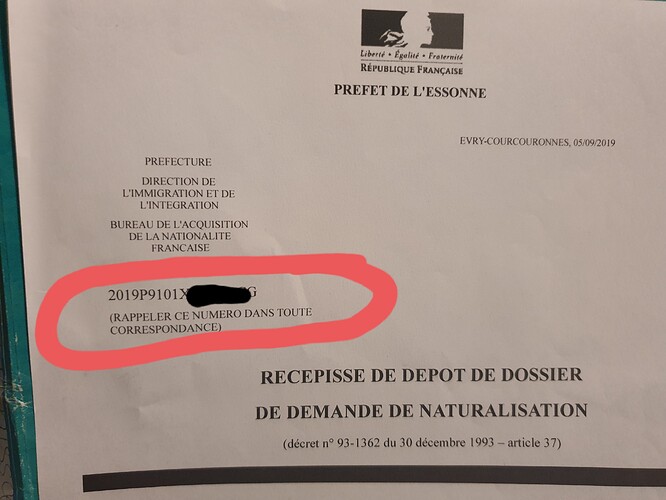 Liberté • Égalité • Fraternité
RÉPUBLIQUE FRANÇAISE
PREFET DE L'ESSONNE
EVRY-COURCOURONNES, 05/09/2019
PREFECTURE
DIRECTION DE
L'IMMIGRATION ET DE
L'INTEGRATION
BUREAU DE L'ACQUISITION
DE LA NATIONALITE
FRANCAISE
2019P9101X G
(RAPPELER CE NUMERO DANS TOUTE
CORRESPONDANCE)
RECEPISSE DE DEPOT DE DOSSIER
DE DEMANDE DE NATURALISATION
(décret n° 93-1362 du 30 décembre 1993 – article 37)